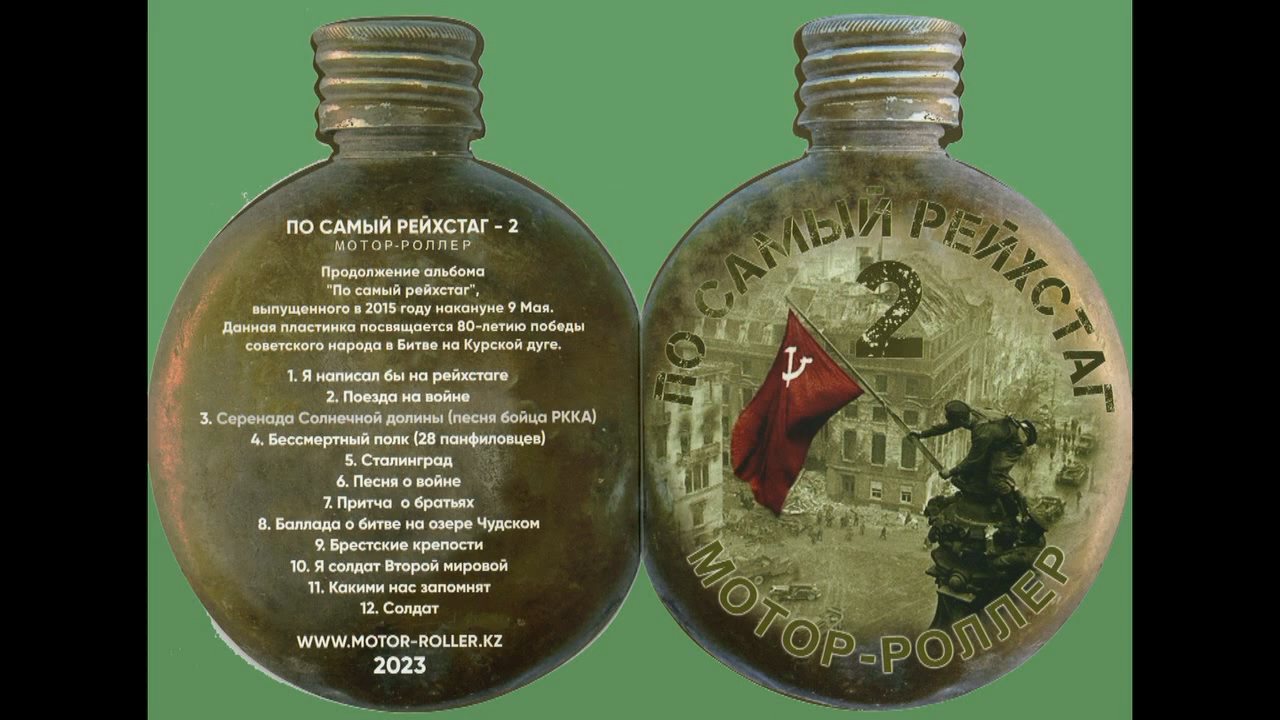 ПО САМЫЙ РЕЙХСТАГ - 2
МОТОР-РОЛЛЕР
Продолжение альбома
"По самый рейхстаг",
выпущенного в 2015 году накануне 9 Мая.
Данная пластинка посвящается 80-летию победы
советского народа в Битве на Курской дуге.
1. Я написал бы на рейхстаге
2. Поезда на войне
3. Серенада Солнечной долины (песня бойца РККА)
4. Бессмертный полк (28 панфиловцев)
5. Сталинград
6. Песня о войне
7. Притча о братьях
8. Баллада о битве на озере Чудском
9. Брестские крепости
10. Я солдат Второй мировой
11. Какими нас запомнят
12. Солдат
WWW.MOTOR-ROLLER.KZ
2023
ПО САМЫЙ РЕЙХСТАГ
2
МОТОР-РОЛЛЕР